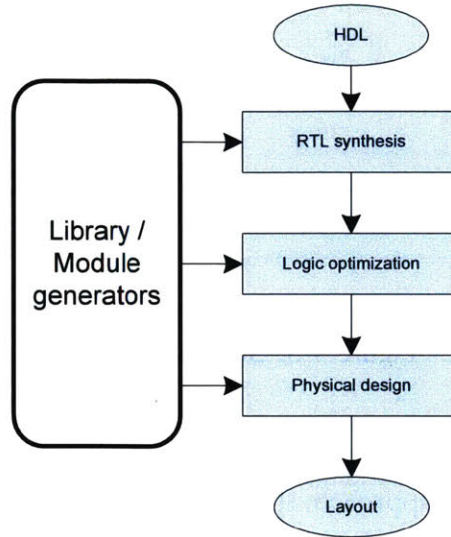 HDL
RTL synthesis
Library /
Module
generators
Logic optimization
Physical design
Layout